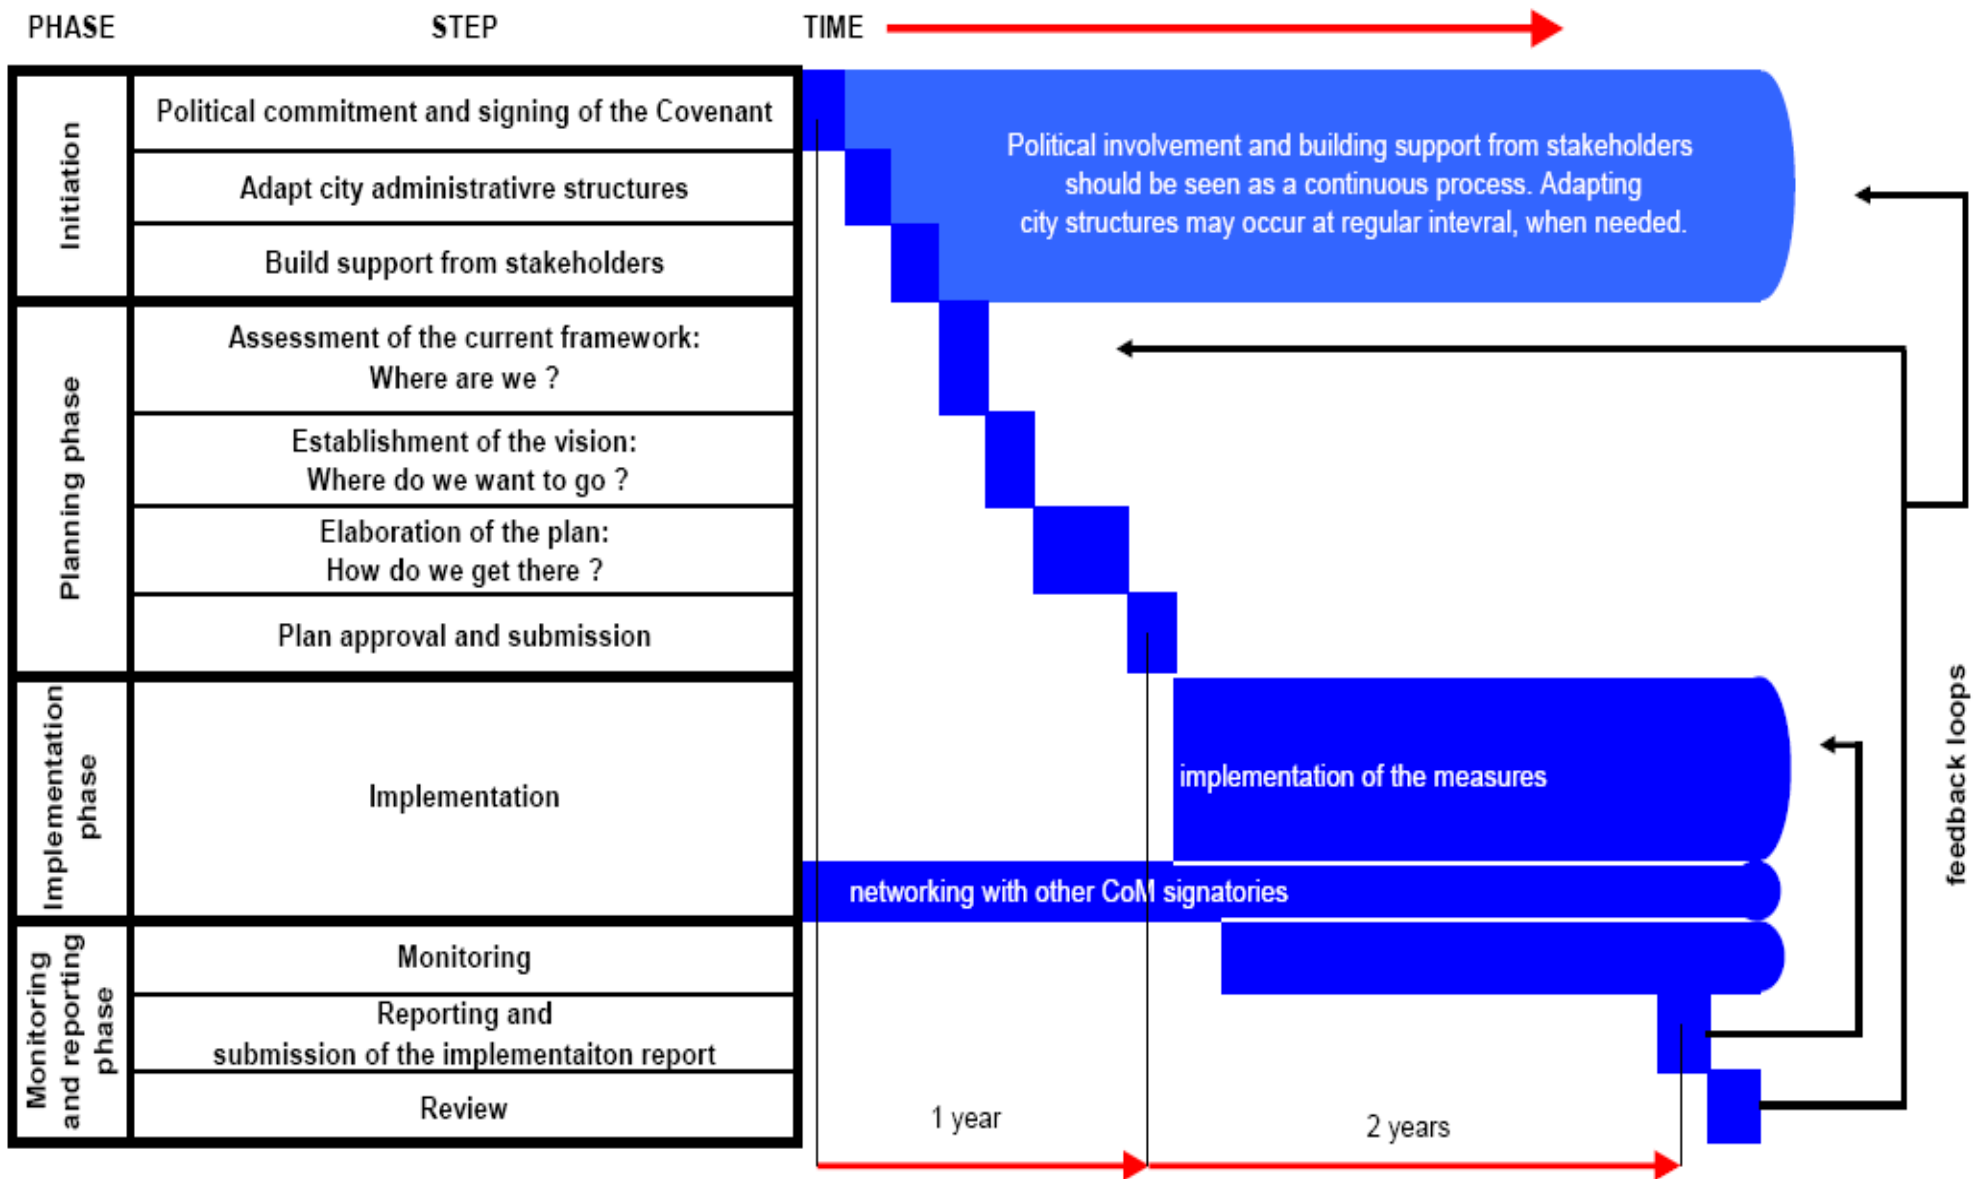 PHASE
STEP
TIME
Initiation
Political commitment and signing of the Covenant
Adapt city administrativre structures
Build support from stakeholders
Political involvement and building support from stakeholders
should be seen as a continuous process. Adapting
city structures may occur at regular intevral, when needed.
Planning phase
Assessment of the current framework:
Where are we ?
Establishment of the vision:
Where do we want to go ?
Elaboration of the plan:
How do we get there ?
Plan approval and submission
Implementation
phase
Implementation
implementation of the measures
networking with other CoM signatories
Monitoring
and reporting
phase
Monitoring
Reporting and
submission of the implementaiton report
Review
1 year
2 years
feedback loops